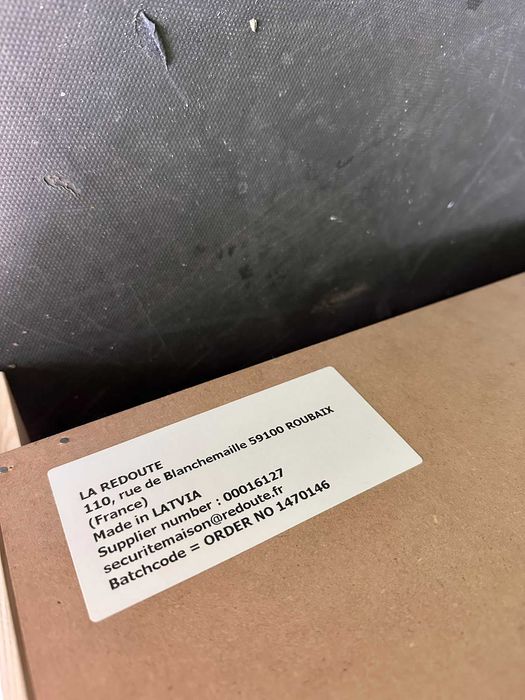 LA REDOUTE
110, rue de Blanchemaille 59100 ROUBAIX
(France)
Made in LATVIA
Supplier number : 00016127
securitemaison@redoute.fr
Batchcode = ORDER NO 1470146